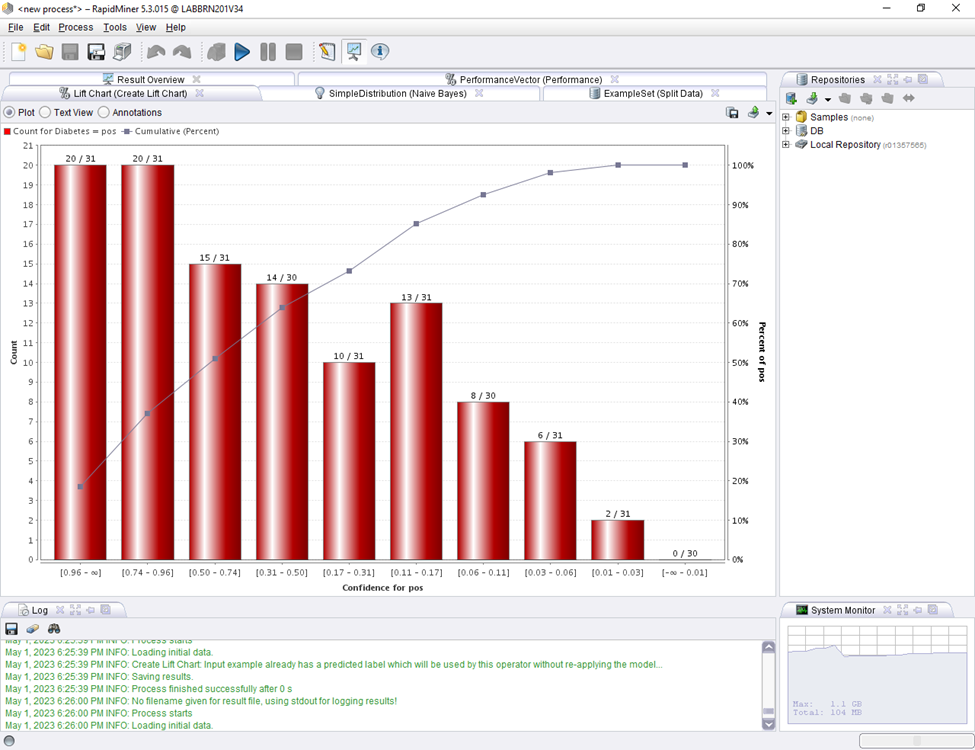 <new process*> – RapidMiner 5.3.015 @ LABBRN201V34
File Edit Process Tools View Help
Result Overview
PerformanceVector (Performance)
Lift Chart (Create Lift Chart)
SimpleDistribution (Naive Bayes)
ExampleSet (Split Data)
Plot Text View Annotations
Count for Diabetes = pos Cumulative (Percent)
21
20
19
18
17
16
15
14
13
12
11
10
9
8
7
6
5
4
3
2
1
0
Count
20 / 31
20 / 31
15 / 31
14 / 30
10 / 31
13 / 31
8 / 30
6 / 31
2 / 31
0 / 30
100%
90%
80%
70%
60%
50%
40%
30%
20%
10%
0%
Percent of pos
[0.96 - ∞] [0.74 - 0.96] [0.50 - 0.74] [0.31 - 0.50] [0.17 - 0.31] [0.11 - 0.17] [0.06 - 0.11] [0.03 - 0.06] [0.01 - 0.03] [-∞ - 0.01]
Confidence for pos
Repositories
Samples (none)
DB
Local Repository (r01357565)
Log
May 1, 2023 6:25:39 PM INFO: Process starts
May 1, 2023 6:25:39 PM INFO: Loading initial data.
May 1, 2023 6:25:39 PM INFO: Create Lift Chart: Input example already has a predicted label which will be used by this operator without re-applying the model...
May 1, 2023 6:25:39 PM INFO: Saving results.
May 1, 2023 6:25:39 PM INFO: Process finished successfully after 0 s
May 1, 2023 6:26:00 PM INFO: No filename given for result file, using stdout for logging results!
May 1, 2023 6:26:00 PM INFO: Process starts
May 1, 2023 6:26:00 PM INFO: Loading initial data.
System Monitor
Max: 1.1 GB
Total: 104 MB